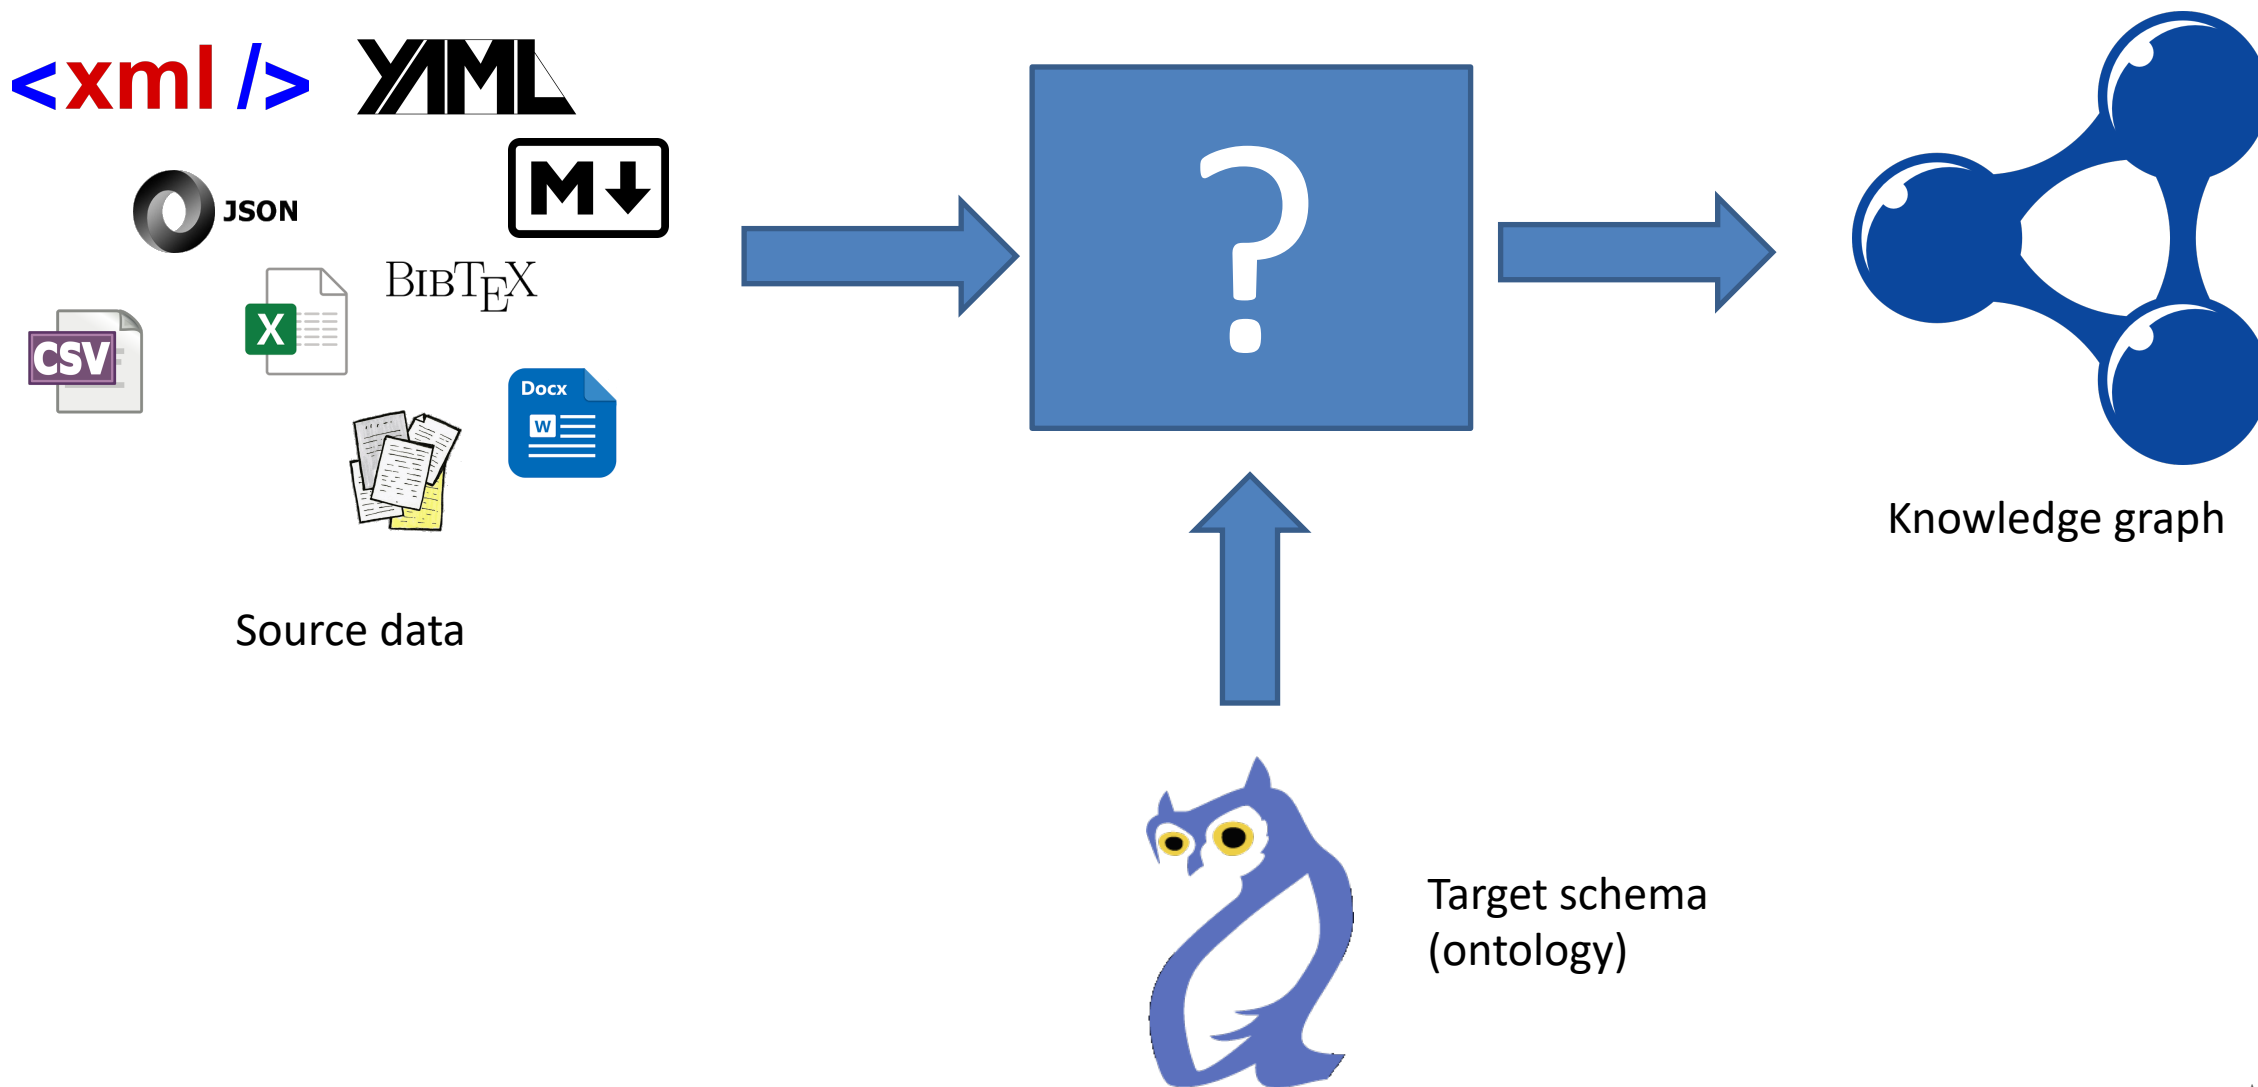 <xml />
YAML
M
JSON
BIBTEX
X
CSV
Docx
W
?
Knowledge graph
Source data
Target schema
(ontology)